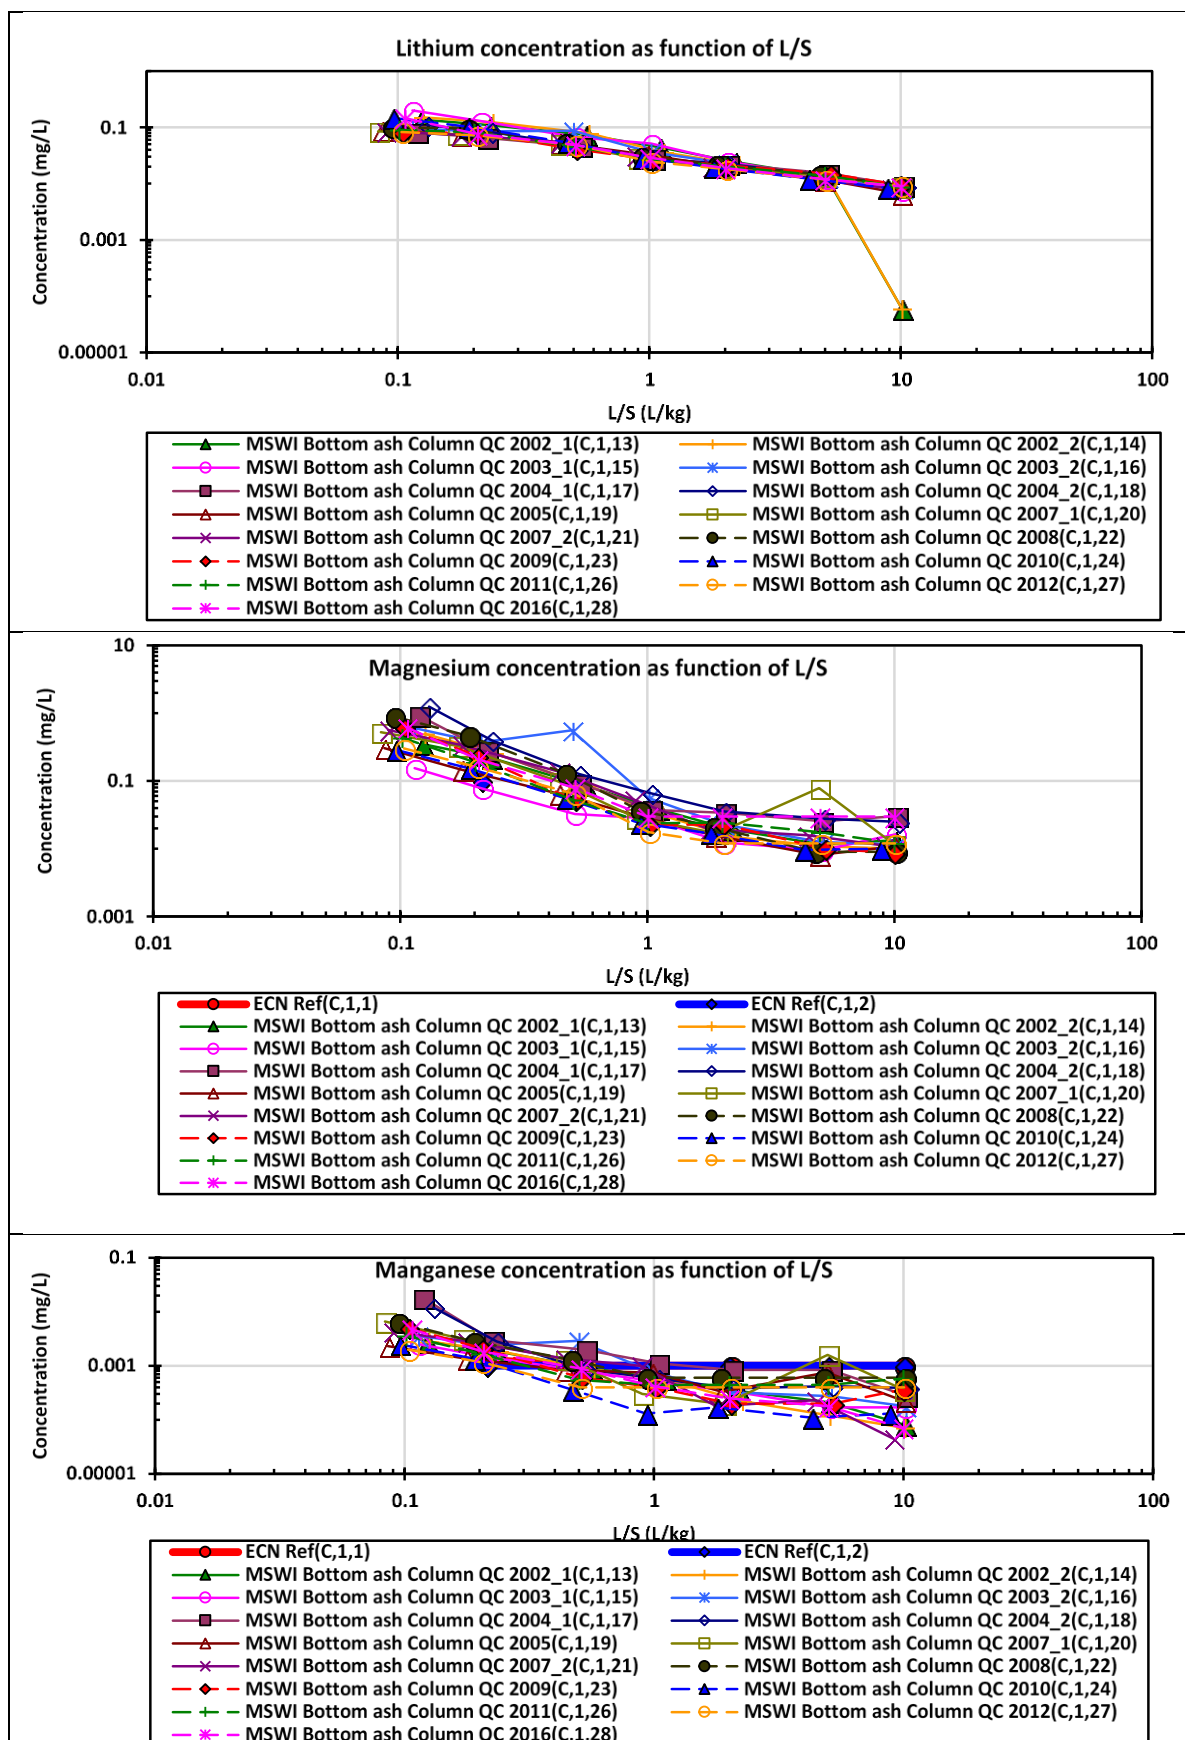 Lithium concentration as function of L/S
Concentration (mg/L)
0.1
0.001
0.00001
0.01 0.1 1 10 100
L/S (L/kg)
MSWI Bottom ash Column QC 2002_1(C,1,13) MSWI Bottom ash Column QC 2002_2(C,1,14)
MSWI Bottom ash Column QC 2003_1(C,1,15) MSWI Bottom ash Column QC 2003_2(C,1,16)
MSWI Bottom ash Column QC 2004_1(C,1,17) MSWI Bottom ash Column QC 2004_2(C,1,18)
MSWI Bottom ash Column QC 2005(C,1,19) MSWI Bottom ash Column QC 2007_1(C,1,20)
MSWI Bottom ash Column QC 2007_2(C,1,21) MSWI Bottom ash Column QC 2008(C,1,22)
MSWI Bottom ash Column QC 2009(C,1,23) MSWI Bottom ash Column QC 2010(C,1,24)
MSWI Bottom ash Column QC 2011(C,1,26) MSWI Bottom ash Column QC 2012(C,1,27)
MSWI Bottom ash Column QC 2016(C,1,28)
Magnesium concentration as function of L/S
Concentration (mg/L)
10
0.1
0.001
0.01 0.1 1 10 100
L/S (L/kg)
ECN Ref(C,1,1) ECN Ref(C,1,2)
MSWI Bottom ash Column QC 2002_1(C,1,13) MSWI Bottom ash Column QC 2002_2(C,1,14)
MSWI Bottom ash Column QC 2003_1(C,1,15) MSWI Bottom ash Column QC 2003_2(C,1,16)
MSWI Bottom ash Column QC 2004_1(C,1,17) MSWI Bottom ash Column QC 2004_2(C,1,18)
MSWI Bottom ash Column QC 2005(C,1,19) MSWI Bottom ash Column QC 2007_1(C,1,20)
MSWI Bottom ash Column QC 2007_2(C,1,21) MSWI Bottom ash Column QC 2008(C,1,22)
MSWI Bottom ash Column QC 2009(C,1,23) MSWI Bottom ash Column QC 2010(C,1,24)
MSWI Bottom ash Column QC 2011(C,1,26) MSWI Bottom ash Column QC 2012(C,1,27)
MSWI Bottom ash Column QC 2016(C,1,28)
Manganese concentration as function of L/S
Concentration (mg/L)
0.1
0.001
0.00001
0.01 0.1 1 10 100
L/S (L/kg)
ECN Ref(C,1,1) ECN Ref(C,1,2)
MSWI Bottom ash Column QC 2002_1(C,1,13) MSWI Bottom ash Column QC 2002_2(C,1,14)
MSWI Bottom ash Column QC 2003_1(C,1,15) MSWI Bottom ash Column QC 2003_2(C,1,16)
MSWI Bottom ash Column QC 2004_1(C,1,17) MSWI Bottom ash Column QC 2004_2(C,1,18)
MSWI Bottom ash Column QC 2005(C,1,19) MSWI Bottom ash Column QC 2007_1(C,1,20)
MSWI Bottom ash Column QC 2007_2(C,1,21) MSWI Bottom ash Column QC 2008(C,1,22)
MSWI Bottom ash Column QC 2009(C,1,23) MSWI Bottom ash Column QC 2010(C,1,24)
MSWI Bottom ash Column QC 2011(C,1,26) MSWI Bottom ash Column QC 2012(C,1,27)
MSWI Bottom ash Column QC 2016(C,1,28)